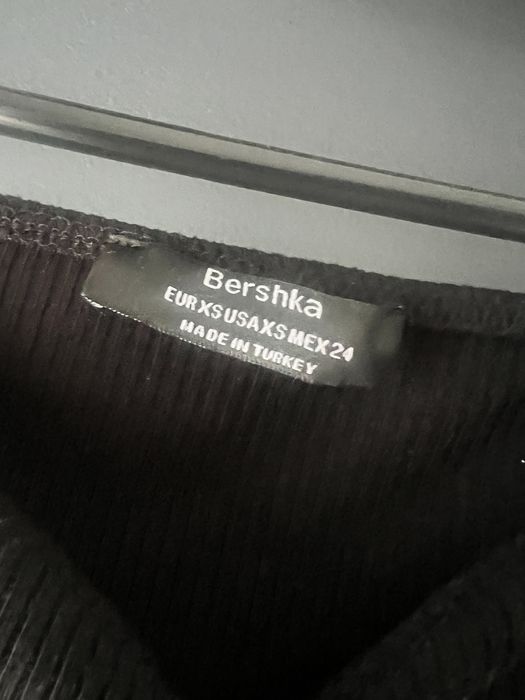 Bershka
EUR XS USA XS MEX 24
MADE IN TURKEY